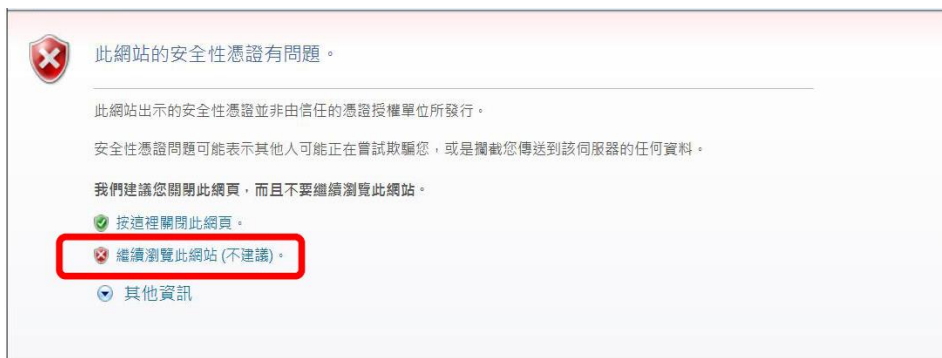 此網站的安全性憑證有問題。
此網站出示的安全性憑證並非由信任的憑證授權單位所發行。
安全性憑證問題可能表示其他人可能正在嘗試欺騙您，或是攔截您傳送到該伺服器的任何資料。
我們建議您關閉此網頁，而且不要繼續瀏覽此網站。
按這裡關閉此網頁。
繼續瀏覽此網站 (不建議)。
其他資訊